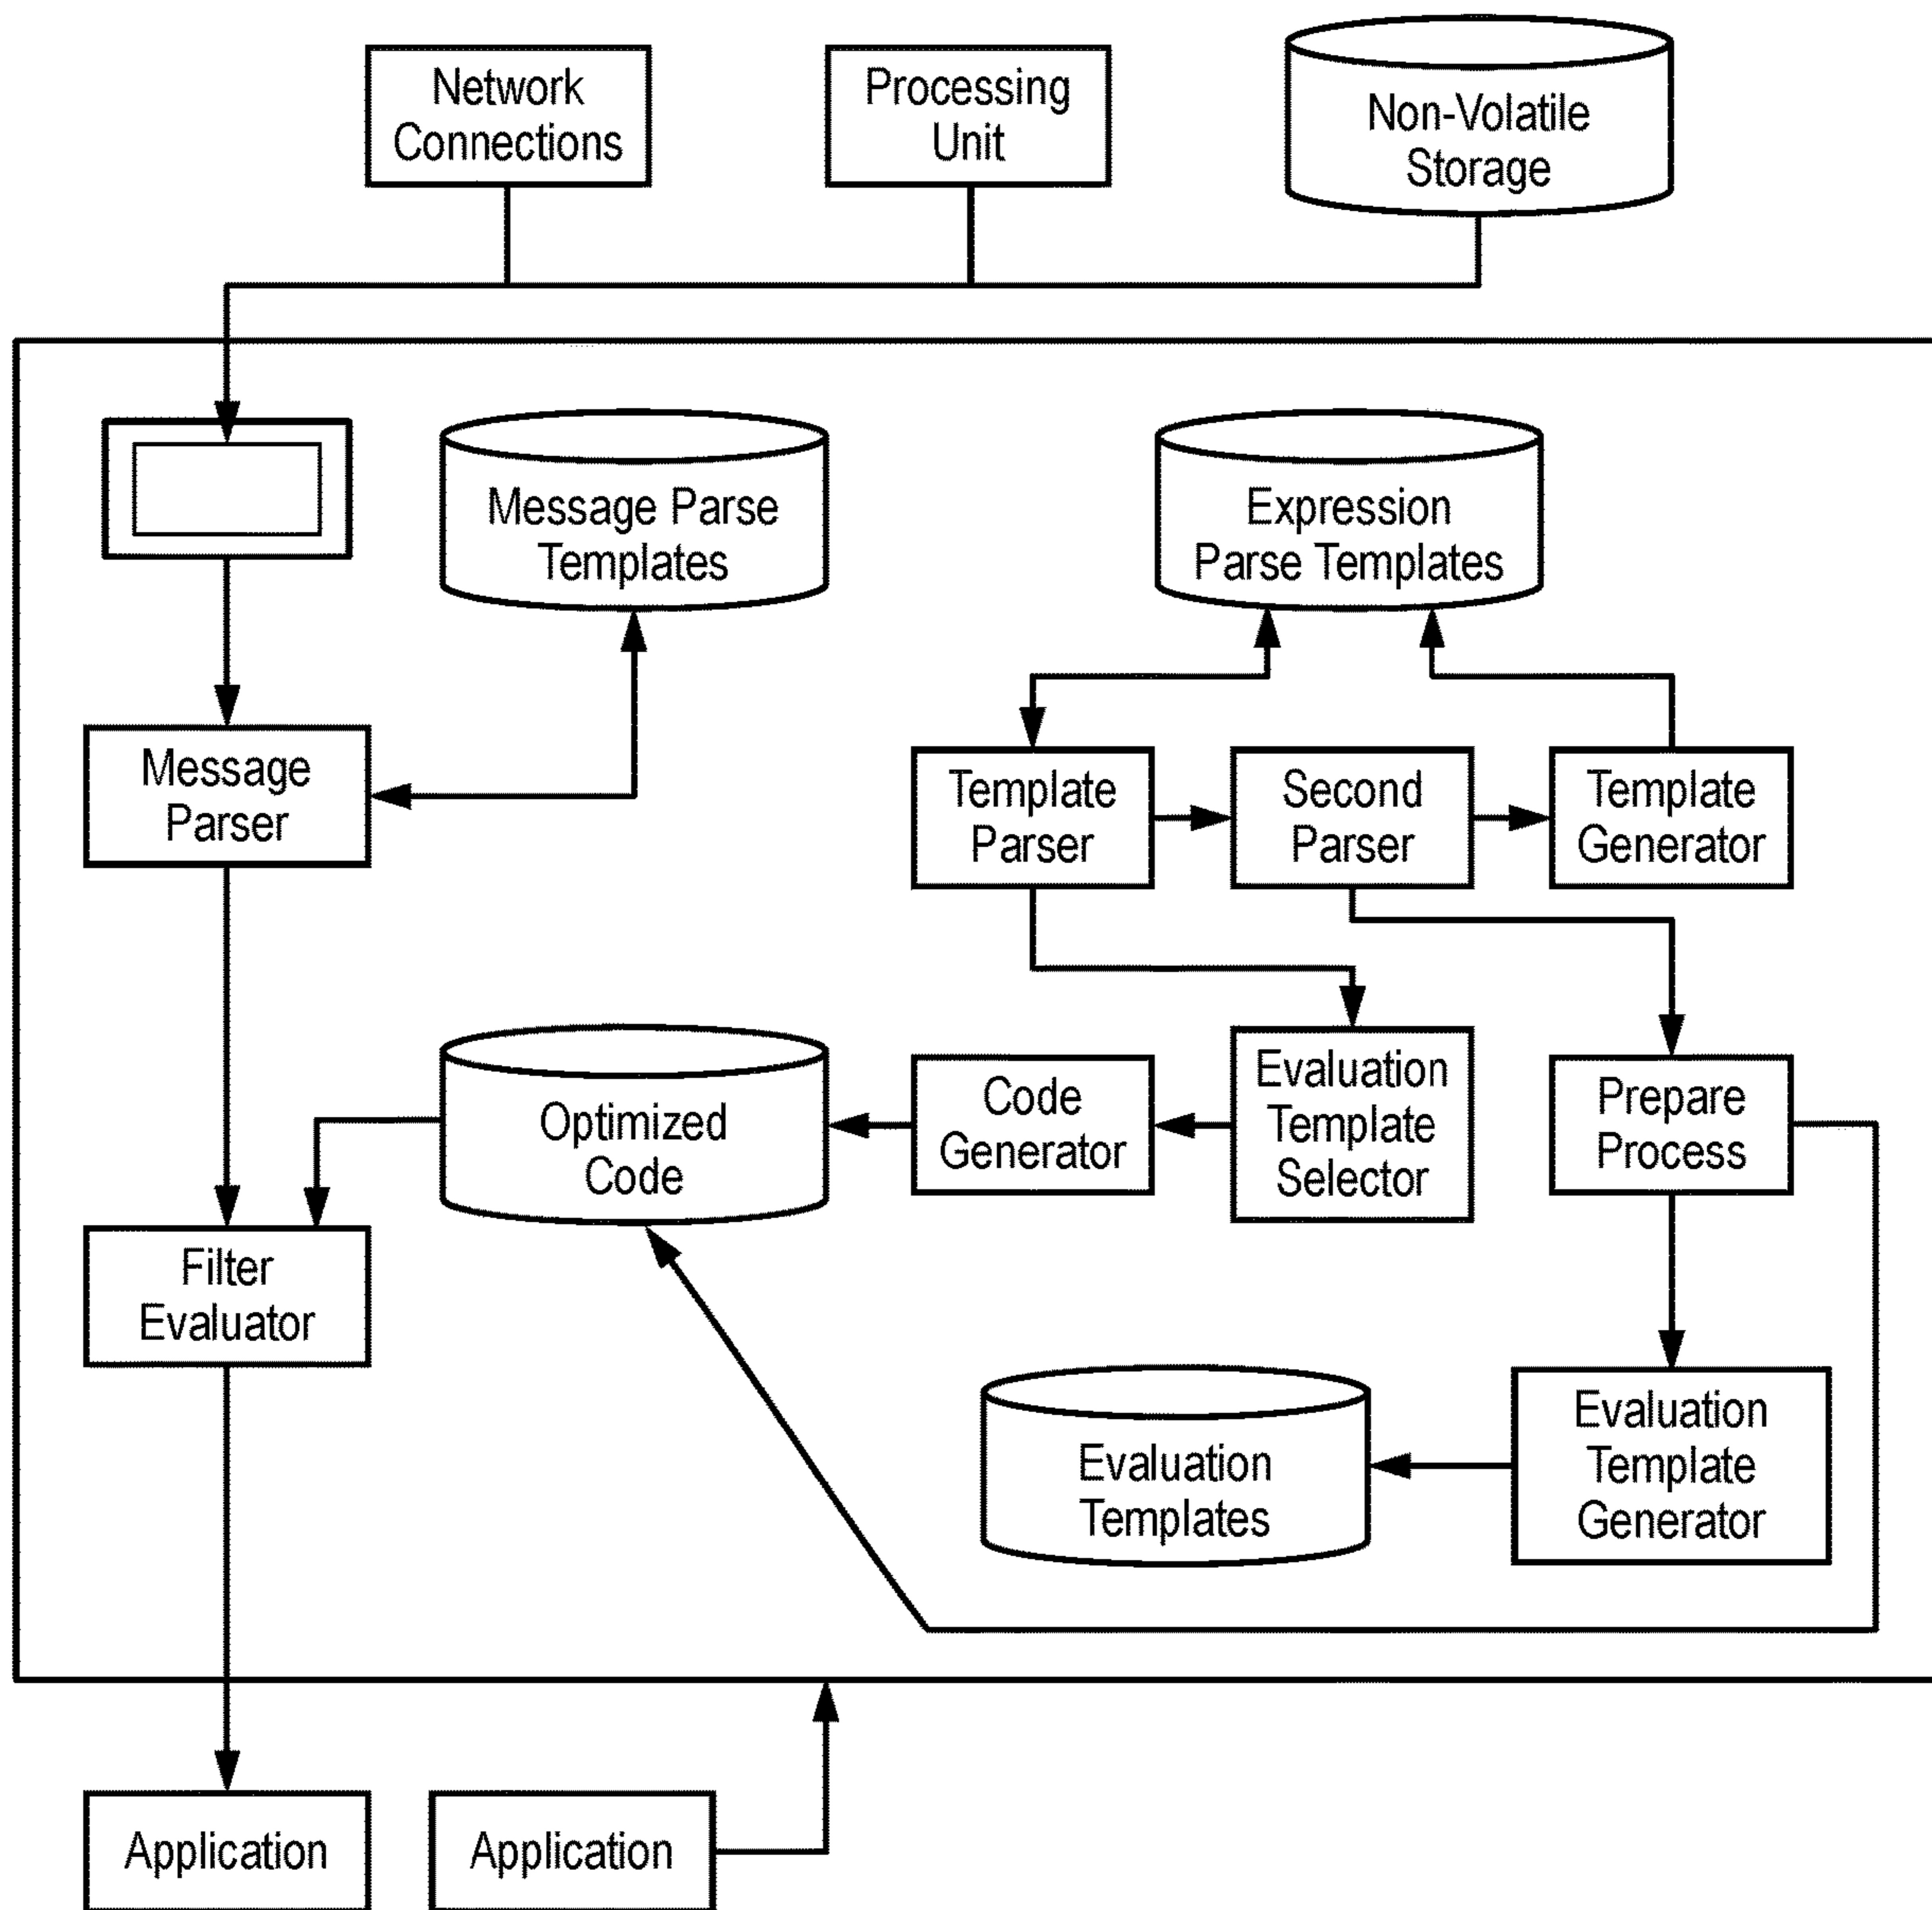 Network
Connections
Processing
Unit
Non-Volatile
Storage
Message Parse
Templates
Expression
Parse Templates
Message
Parser
Template
Parser
Second
Parser
Template
Generator
Optimized
Code
Code
Generator
Evaluation
Template
Selector
Prepare
Process
Filter
Evaluator
Evaluation
Templates
Evaluation
Template
Generator
Application
Application